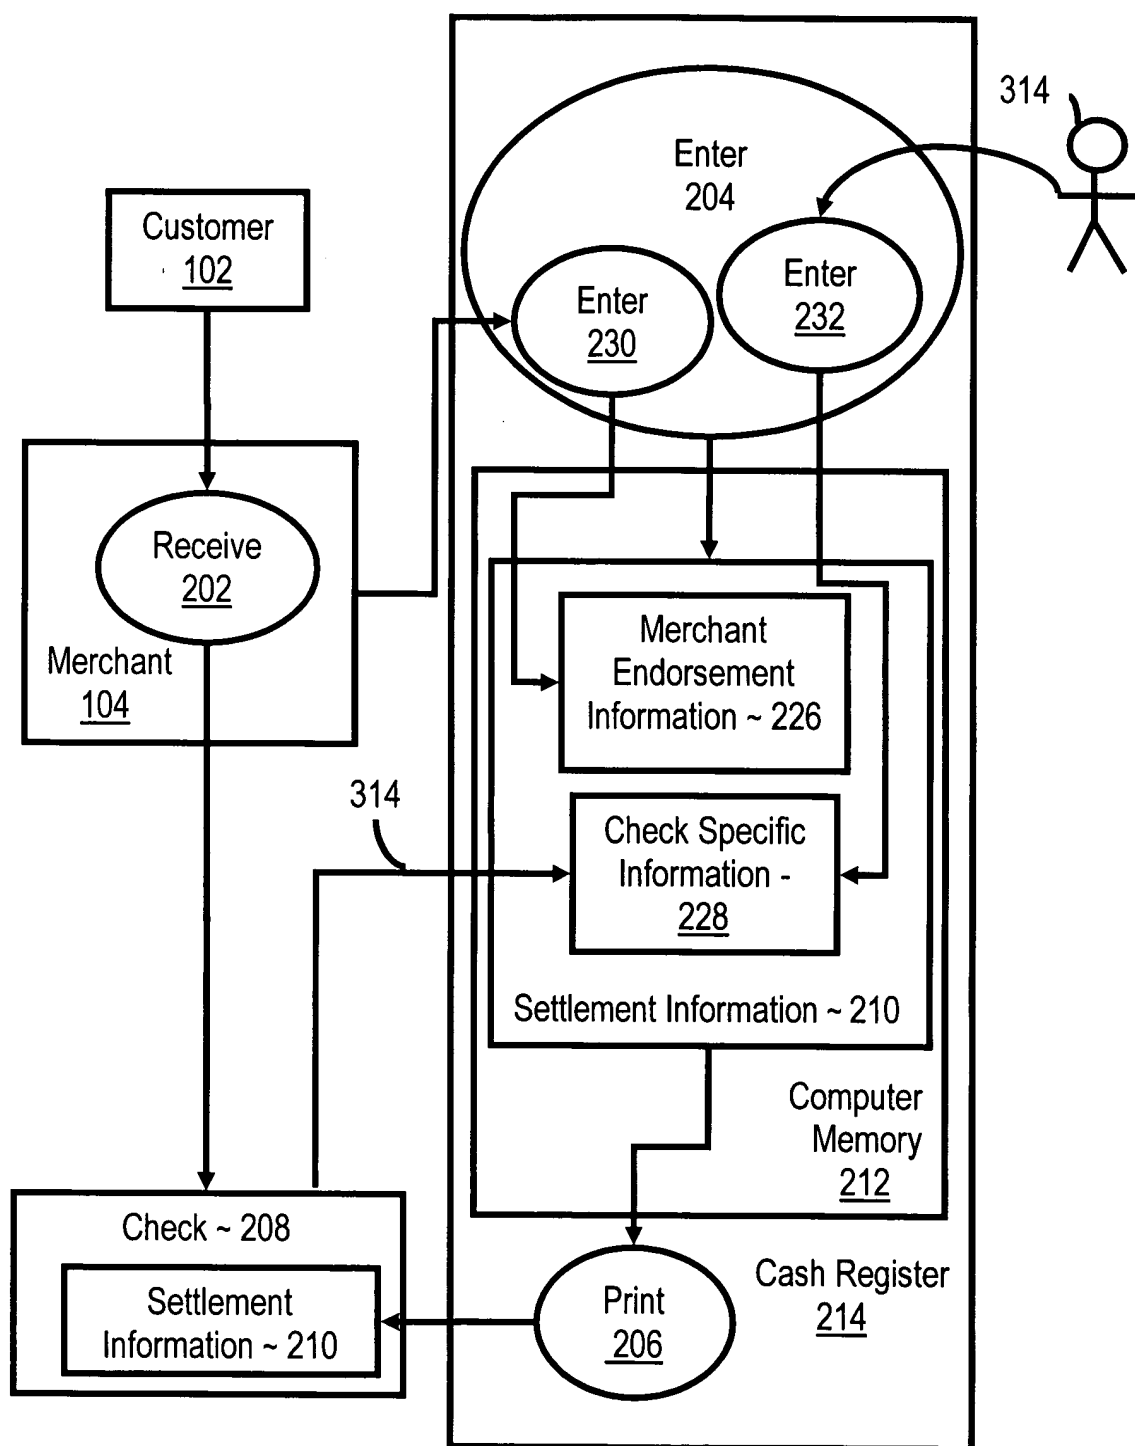 314
Enter
204
Customer
102
Enter
232
Enter
230
Receive
202
Merchant
104
Merchant
Endorsement
Information ~ 226
314
Check Specific
Information -
228
Settlement Information ~ 210
Computer
Memory
212
Check ~ 208
Settlement
Information ~ 210
Print
206
Cash Register
214